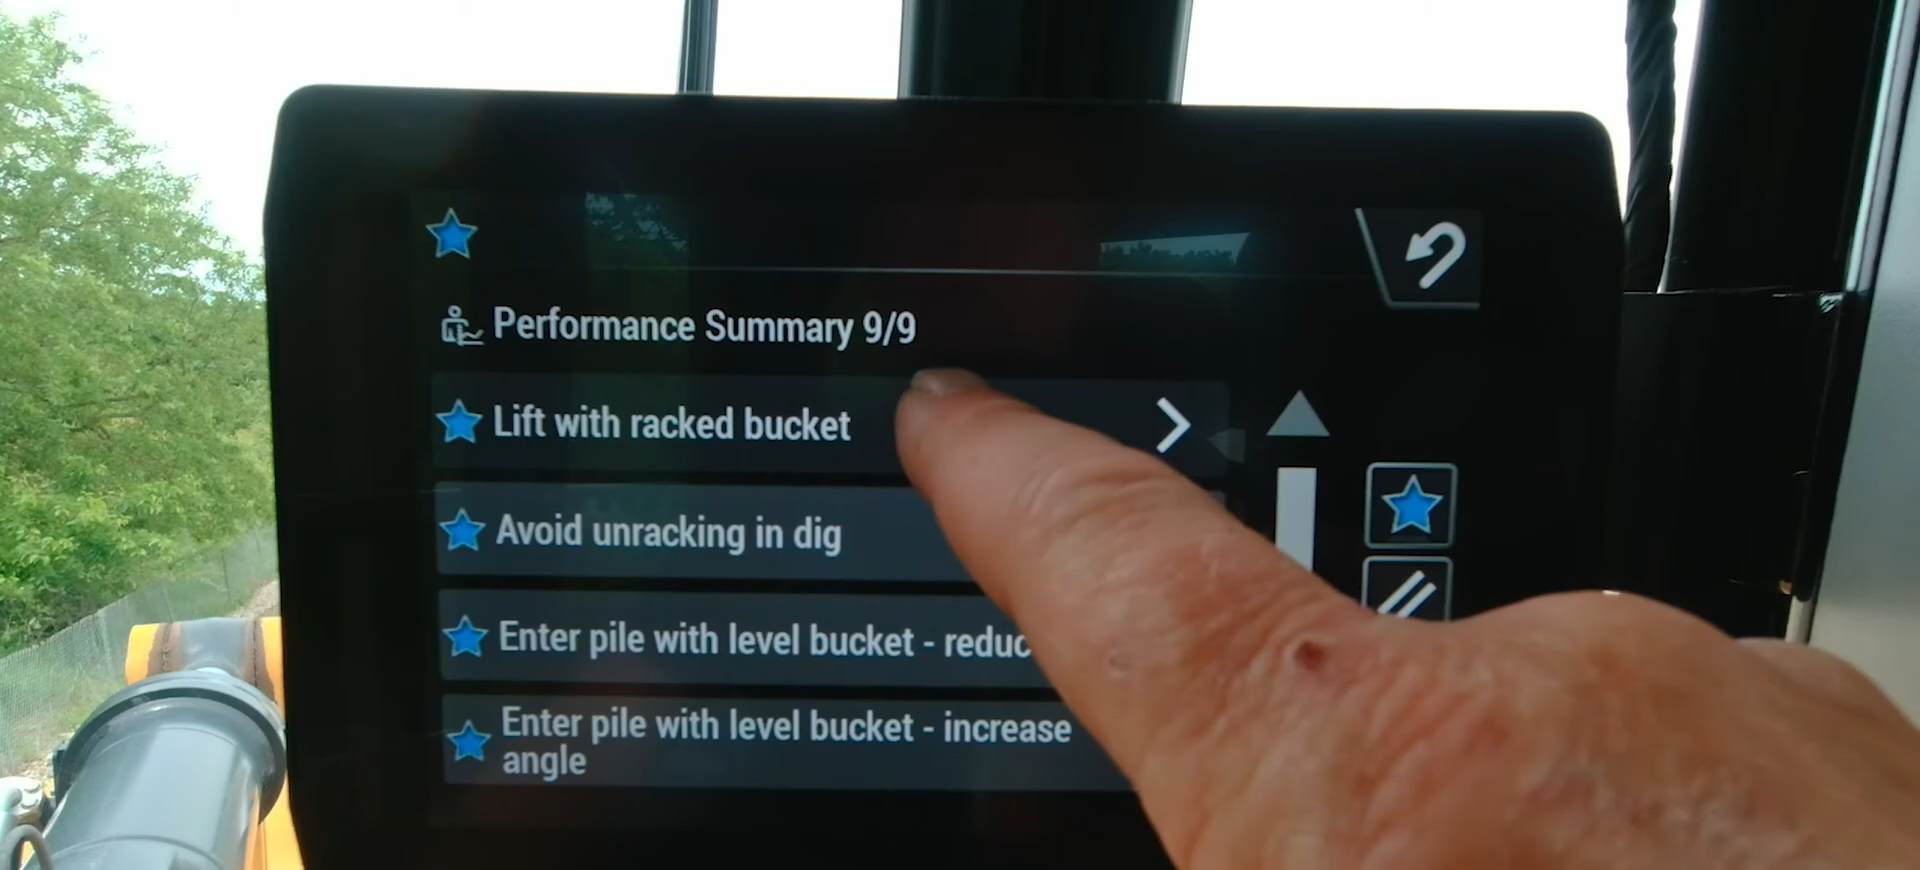 Performance Summary 9/9
Lift with racked bucket
Avoid unracking in dig
Enter pile with level bucket -
Enter pile with level bucket - increase
angle